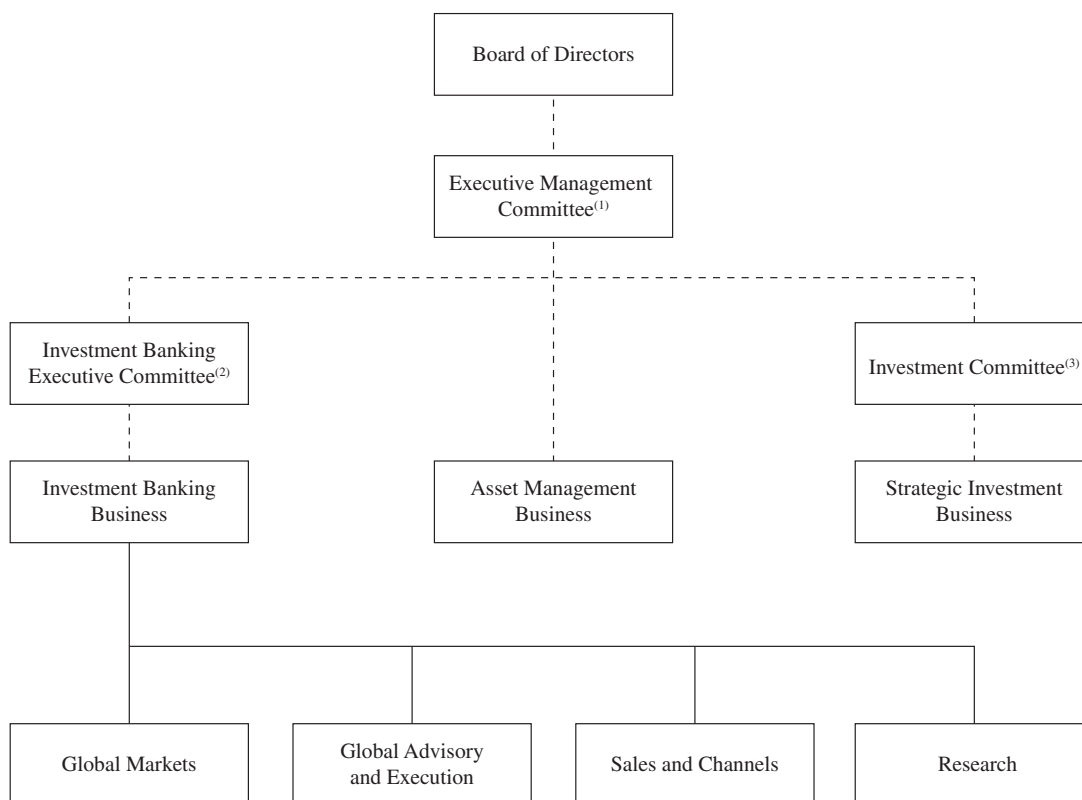 Board of Directors
Executive Management
Committee(1)
Investment Banking
Executive Committee(2)
Investment Committee(3)
Investment Banking
Business
Asset Management
Business
Strategic Investment
Business
Global Markets
Global Advisory
and Execution
Sales and Channels
Research